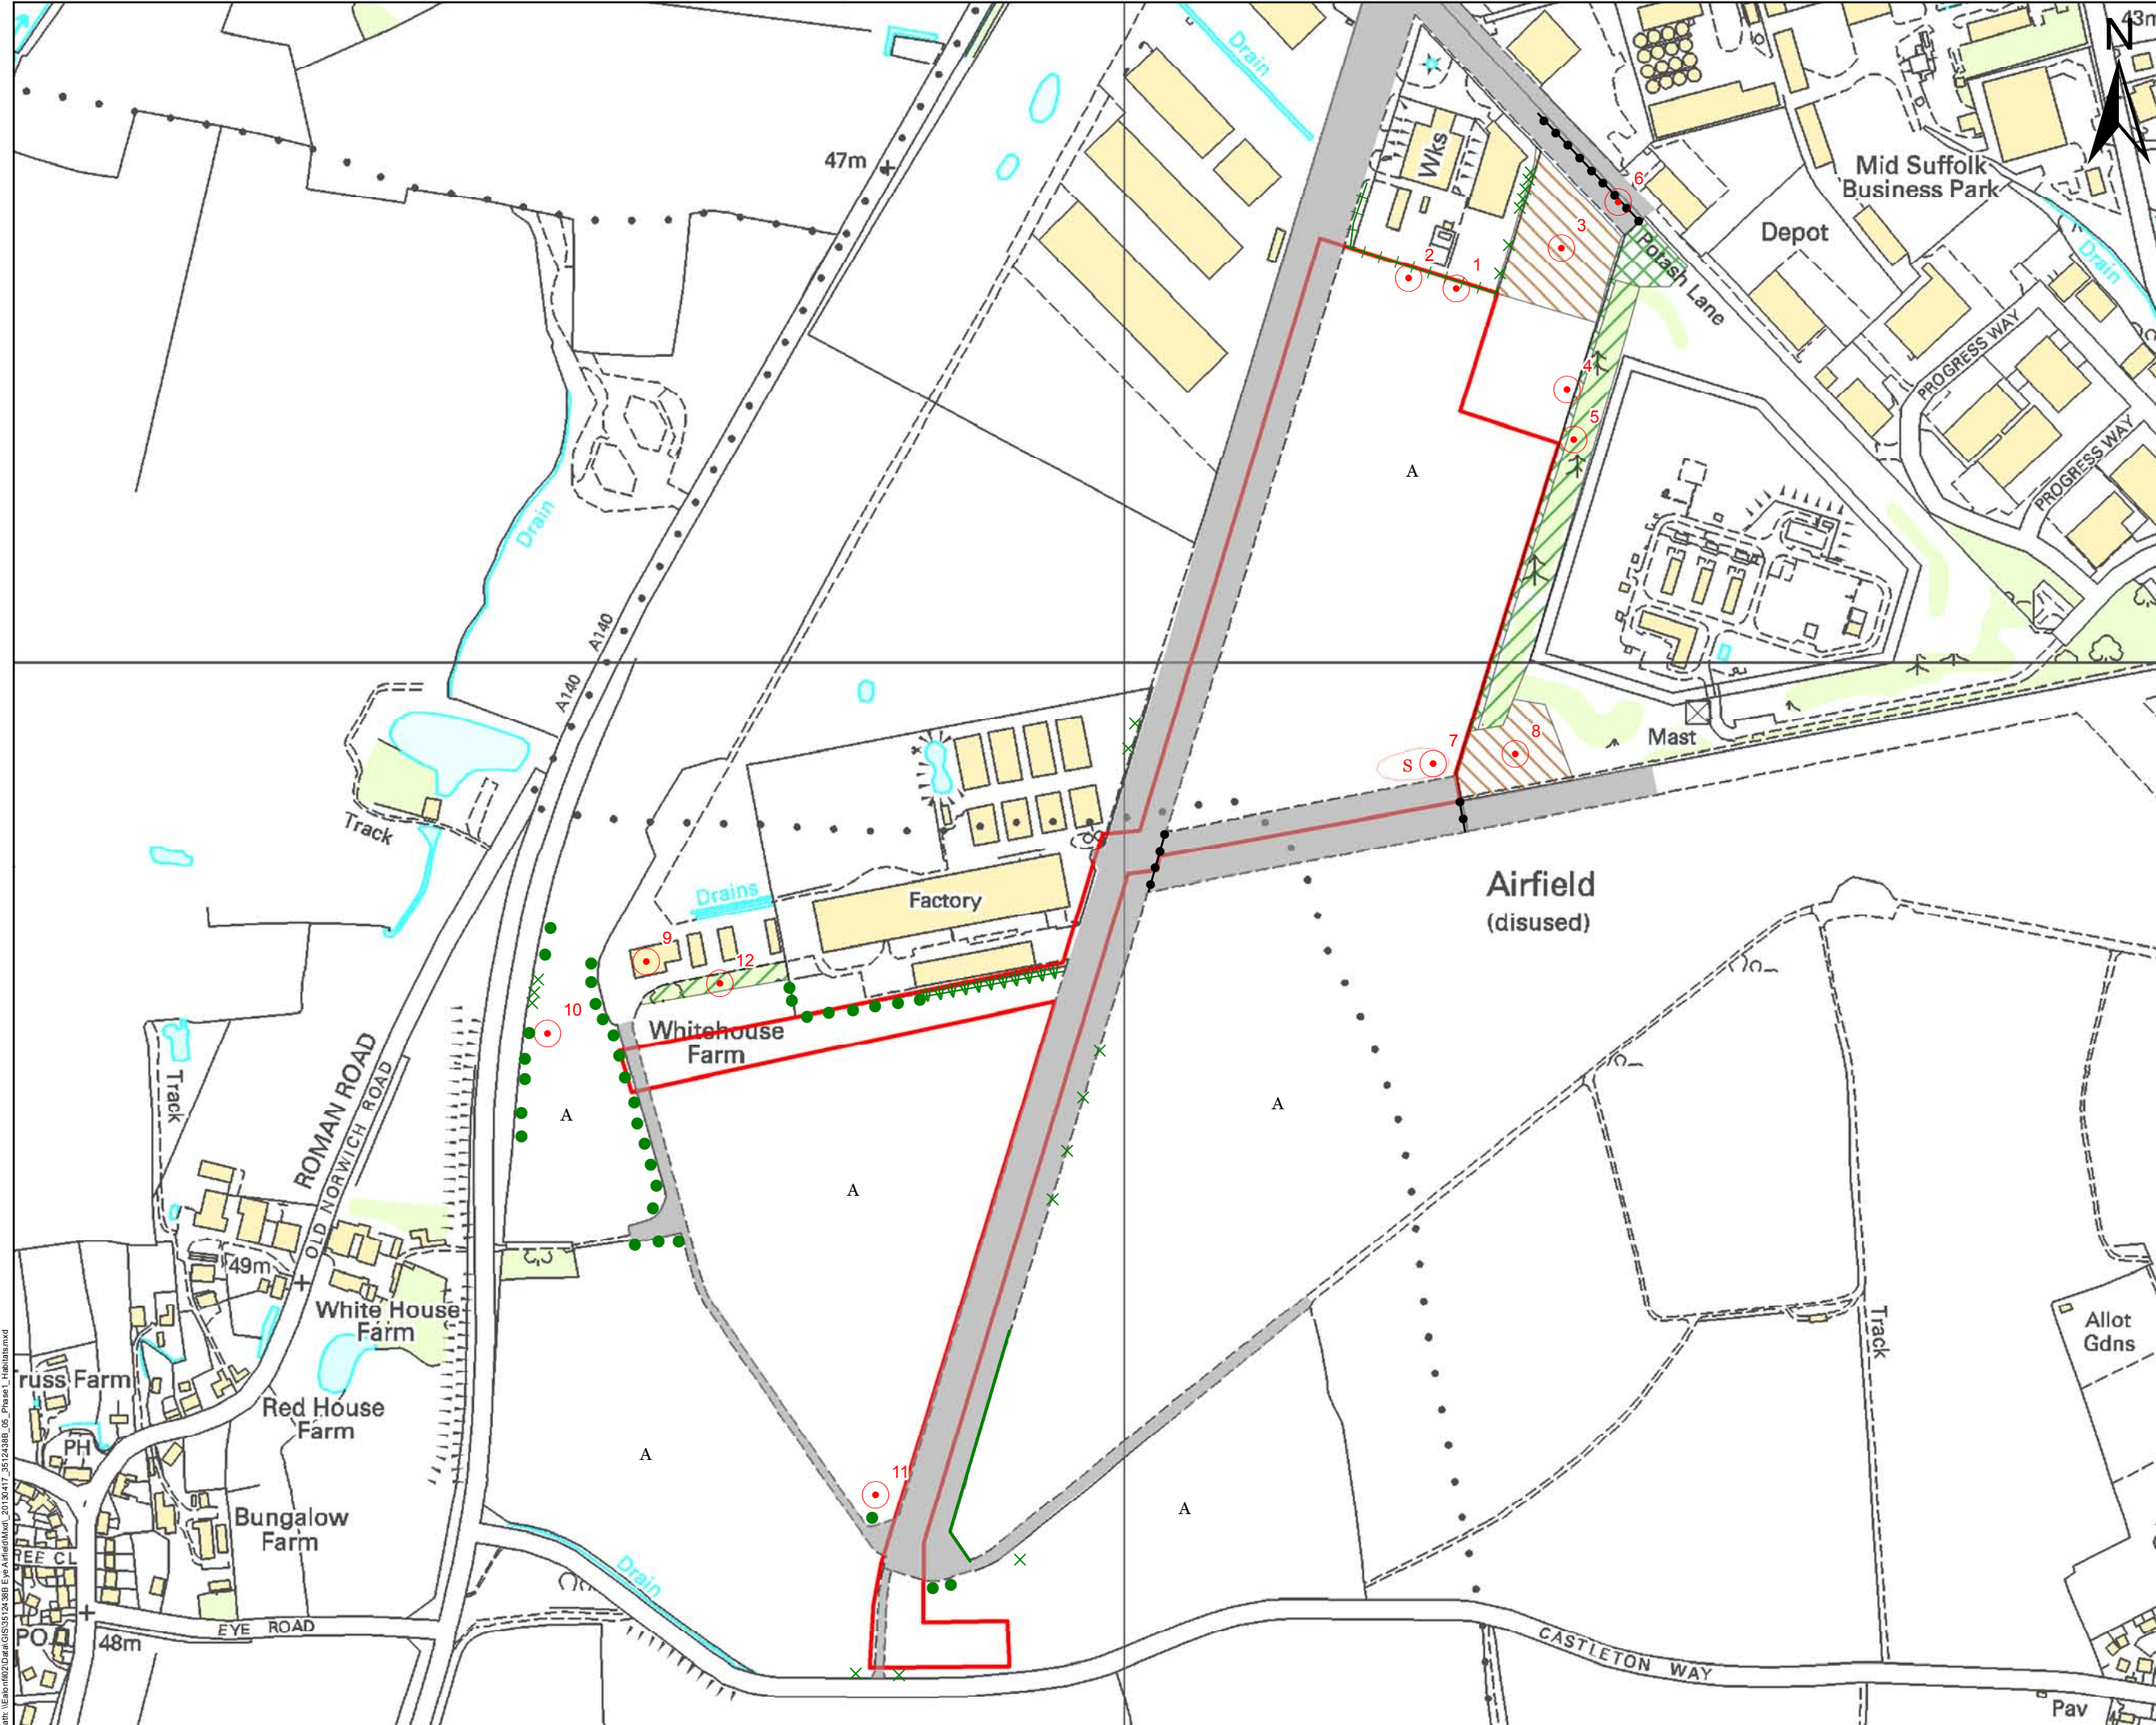 43m
N
Drain
47m
Wks
Mid Suffolk
Business Park
6
3
Depot
Potash Lane
Drain
2
1
PROGRESS WAY
4
5
A
PROGRESS WAY
Drain
A140
A140
Mast
7
8
S
Track
Airfield
(disused)
Drains
Factory
9
12
10
Whitehouse
Farm
ROMAN ROAD
OLD NORWICH ROAD
Track
A
A
A
49m
White House
Farm
Track
Allot
Gdns
Truss Farm
Red House
Farm
PH
A
11
A
Bungalow
Farm
REE CL
Drain
EYE ROAD
PO
48m
CASTLETON WAY
Pav